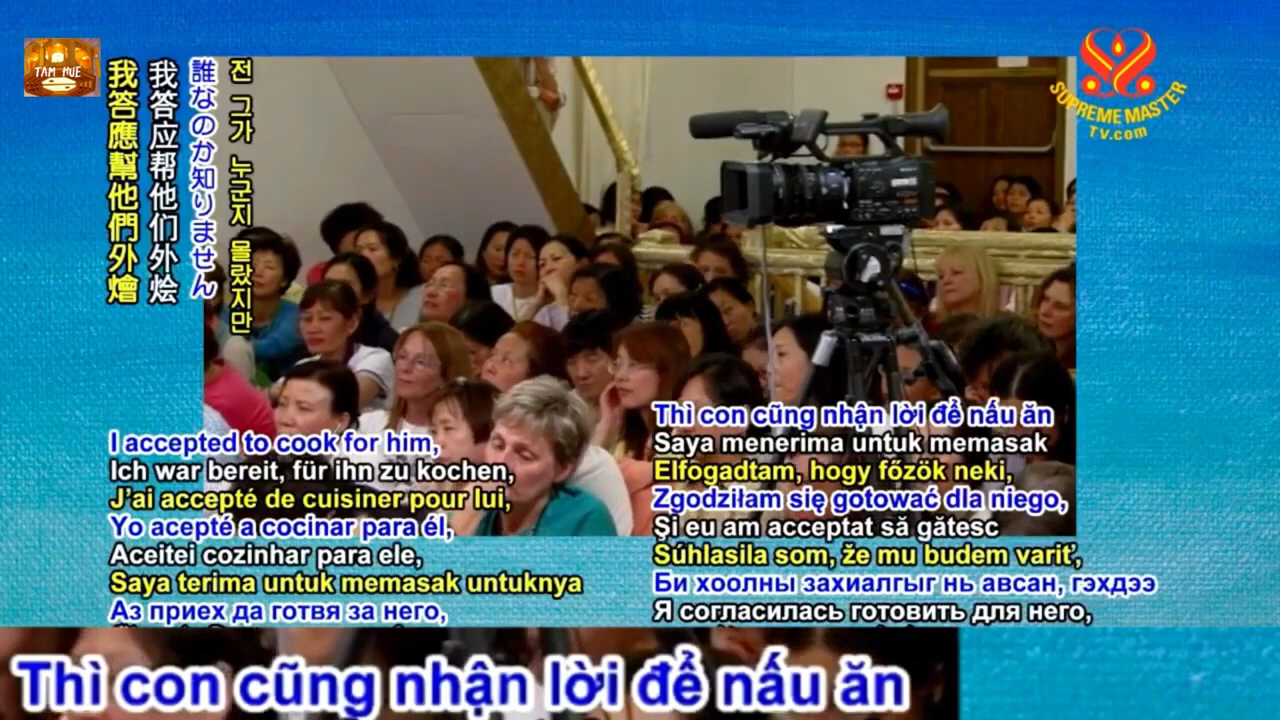 TAM HUE
我答應幫他們外燴
我答应帮他们外烩
誰なのか知りません
전 그가 누군지 몰랐지만
SUPREME MASTER
TV.com
I accepted to cook for him,
Ich war bereit, für ihn zu kochen,
J'ai accepté de cuisiner pour lui,
Yo acepté a cocinar para él,
Aceitei cozinhar para ele,
Saya terima untuk memasak untuknya
Аз приех да готвя за него,
Thì con cũng nhận lời để nấu ăn
Saya menerima untuk memasak
Elfogadtam, hogy főzök neki,
Zgodziłam się gotować dla niego,
Şi eu am acceptat să gătesc
Súhlasila som, že mu budem variť,
Би хоолны захиалгыг нь авсан, гэхдээ
Я согласилась готовить для него,
Thì con cũng nhận lời để nấu ăn